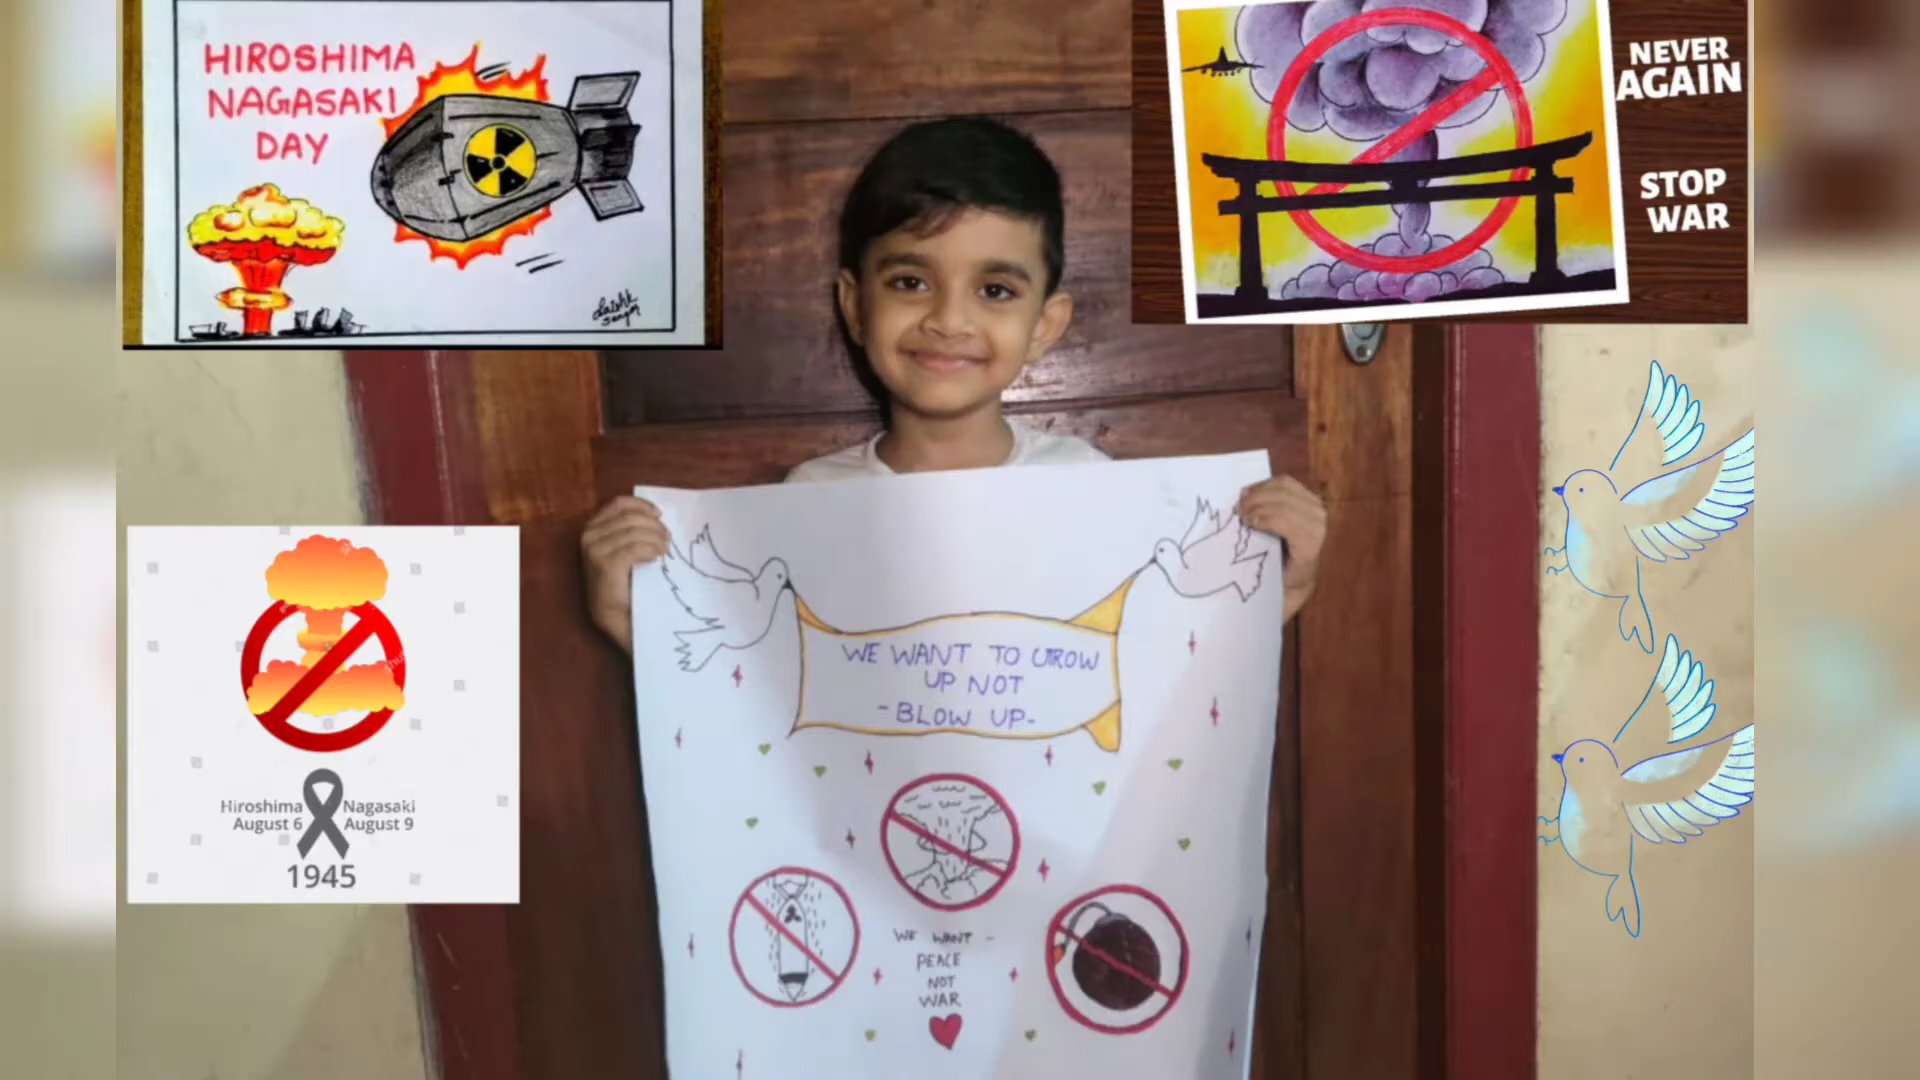 HIROSHIMA
NAGASAKI
DAY
NEVER
AGAIN
STOP
WAR
WE WANT TO GROW
UP NOT
- BLOW UP -
WE WANT -
PEACE
NOT
WAR
Hiroshima Nagasaki
August 6 August 9
1945